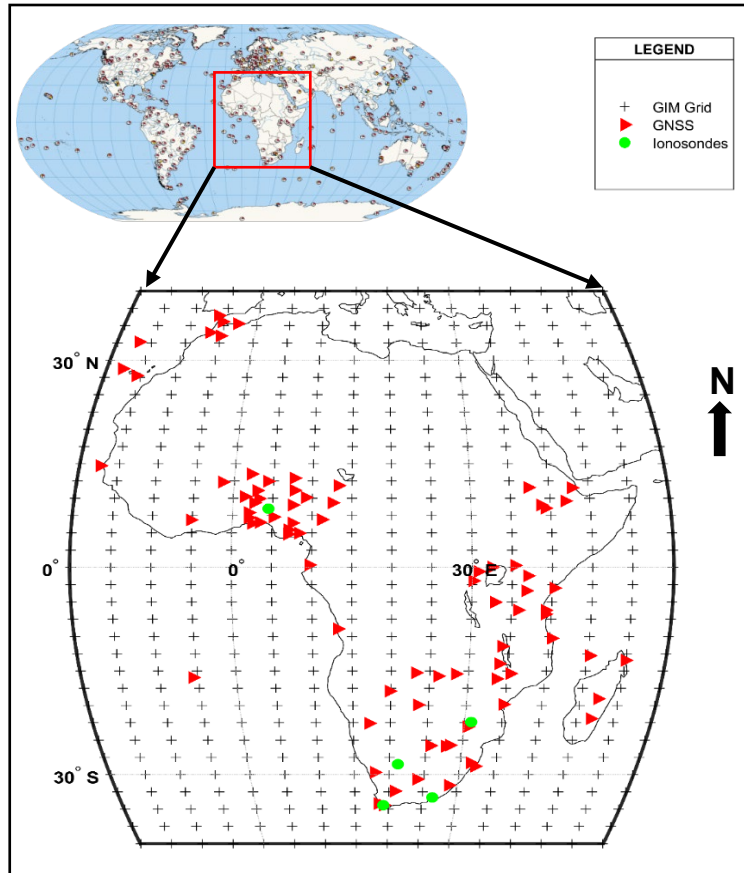 LEGEND
GIM Grid
GNSS
Ionosondes
N
30° N
0°
0°
30° E
30° S